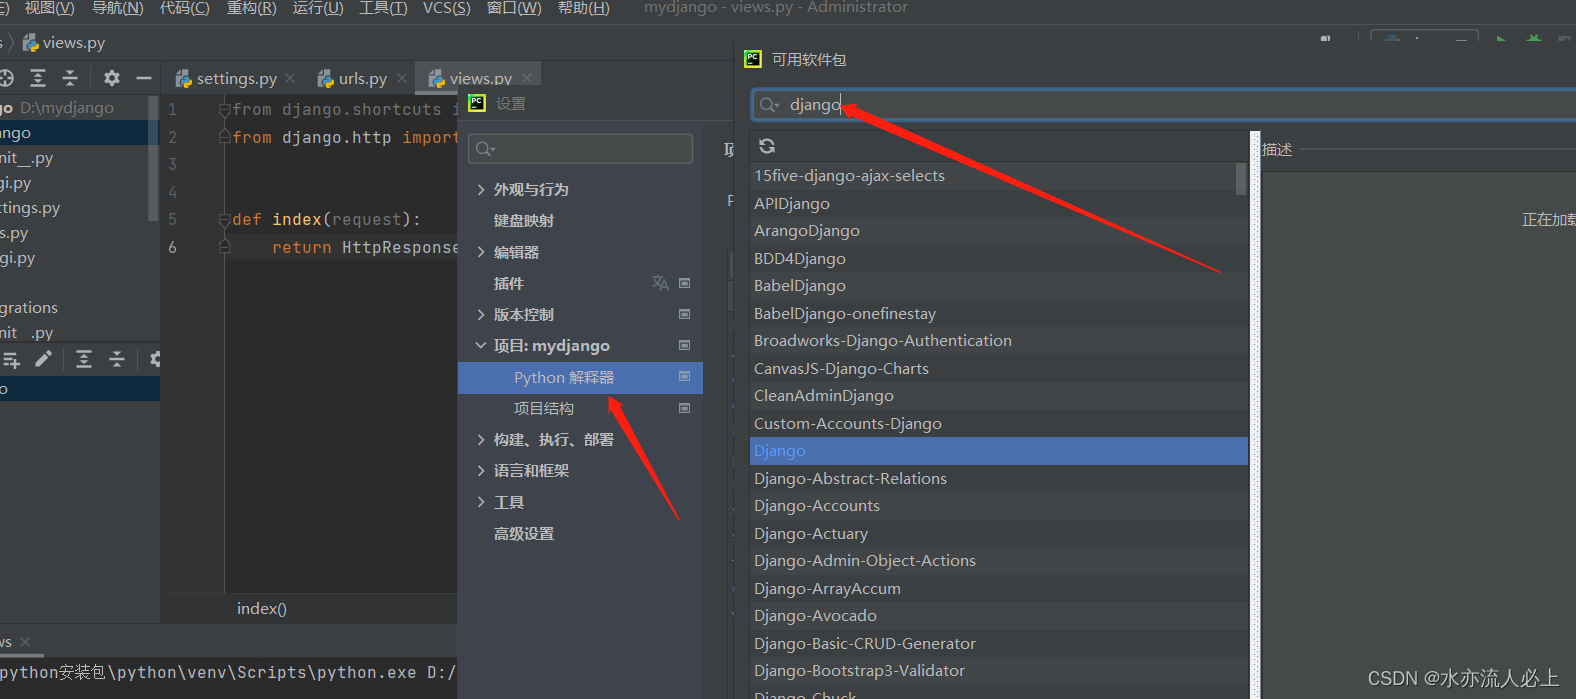 视图(V) 导航(N) 代码(C) 重构(R) 运行(U) 工具(T) VCS(S) 窗口(W) 帮助(H) mydjango - views.py - Administrator
views.py
settings.py urls.py views.py
go D:\mydjango
ango
nit__.py
gi.py
ttings.py
s.py
gi.py
grations
nit__.py
o
1 from django.shortcuts i
2 from django.http import
3
4
5 def index(request):
6 return HttpResponse
index()
ws
python安装包\python\venv\Scripts\python.exe D:/
设置
外观与行为
键盘映射
编辑器
插件
版本控制
项目: mydjango
Python 解释器
项目结构
构建、执行、部署
语言和框架
工具
高级设置
可用软件包
django
15five-django-ajax-selects
APIDjango
ArangoDjango
BDD4Django
BabelDjango
BabelDjango-onefinestay
Broadworks-Django-Authentication
CanvasJS-Django-Charts
CleanAdminDjango
Custom-Accounts-Django
Django
Django-Abstract-Relations
Django-Accounts
Django-Actuary
Django-Admin-Object-Actions
Django-ArrayAccum
Django-Avocado
Django-Basic-CRUD-Generator
Django-Bootstrap3-Validator
Django-Chuck
描述
正在加载
CSDN @水亦流人必上